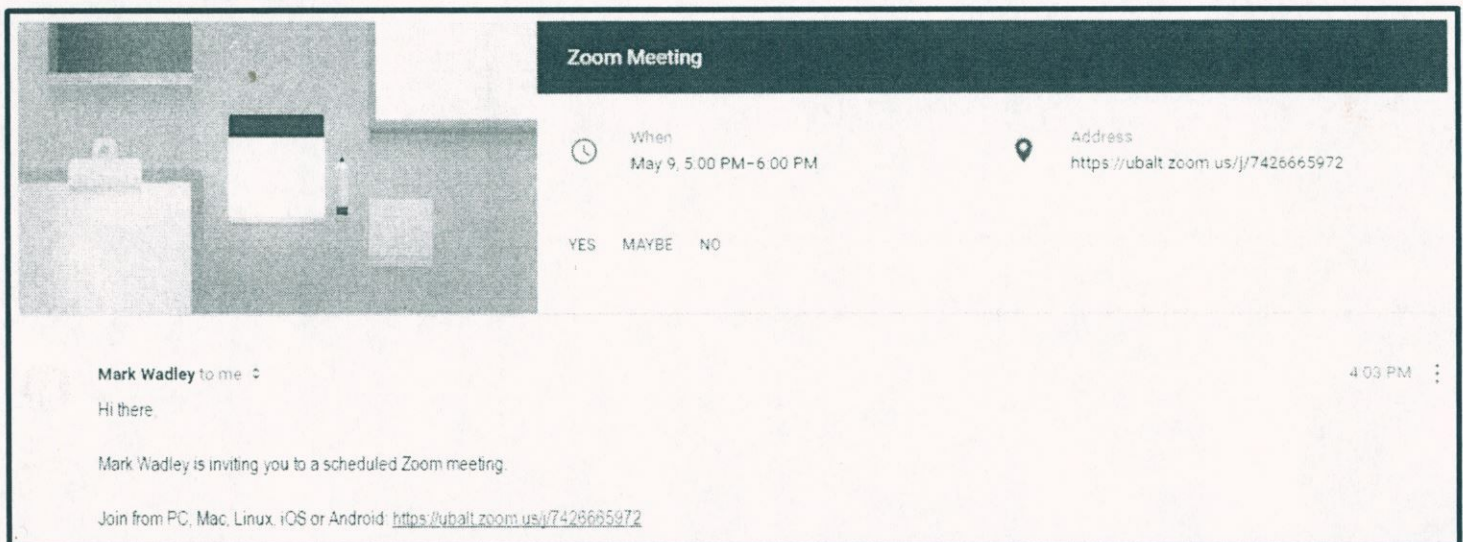 Zoom Meeting
When
May 9, 5:00 PM–6:00 PM
Address
https://ubalt.zoom.us/j/7426665972
YES MAYBE NO
Mark Wadley to me
4:03 PM
Hi there,
Mark Wadley is inviting you to a scheduled Zoom meeting.
Join from PC, Mac, Linux, iOS or Android: https://ubalt.zoom.us/j/7426665972